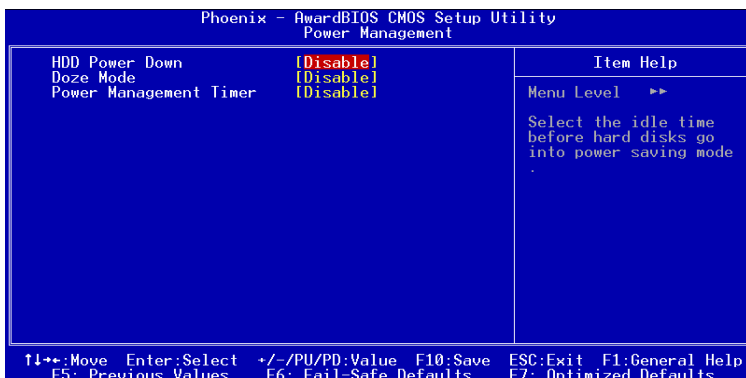 Phoenix - AwardBIOS CMOS Setup Utility
Power Management
HDD Power Down [Disable]
Doze Mode [Disable]
Power Management Timer [Disable]
Item Help
Menu Level ▸▸
Select the idle time
before hard disks go
into power saving mode
.
↑↓→←:Move Enter:Select +/-/PU/PD:Value F10:Save ESC:Exit F1:General Help
F5: Previous Values F6: Fail-Safe Defaults F7: Optimized Defaults